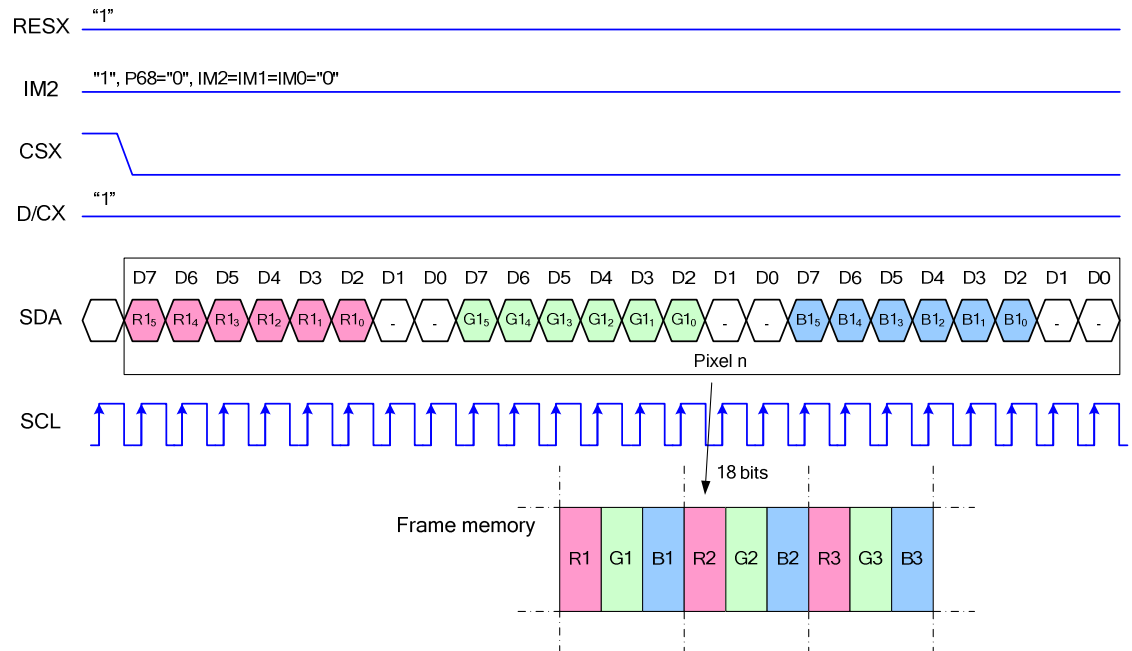 RESX “1”
IM2 "1", P68="0", IM2=IM1=IM0="0"
CSX
D/CX “1”
D7 D6 D5 D4 D3 D2 D1 D0 D7 D6 D5 D4 D3 D2 D1 D0 D7 D6 D5 D4 D3 D2 D1 D0
SDA R1₅ R1₄ R1₃ R1₂ R1₁ R1₀ - - G1₅ G1₄ G1₃ G1₂ G1₁ G1₀ - - B1₅ B1₄ B1₃ B1₂ B1₁ B1₀ - -
Pixel n
SCL
18 bits
Frame memory
R1 G1 B1 R2 G2 B2 R3 G3 B3